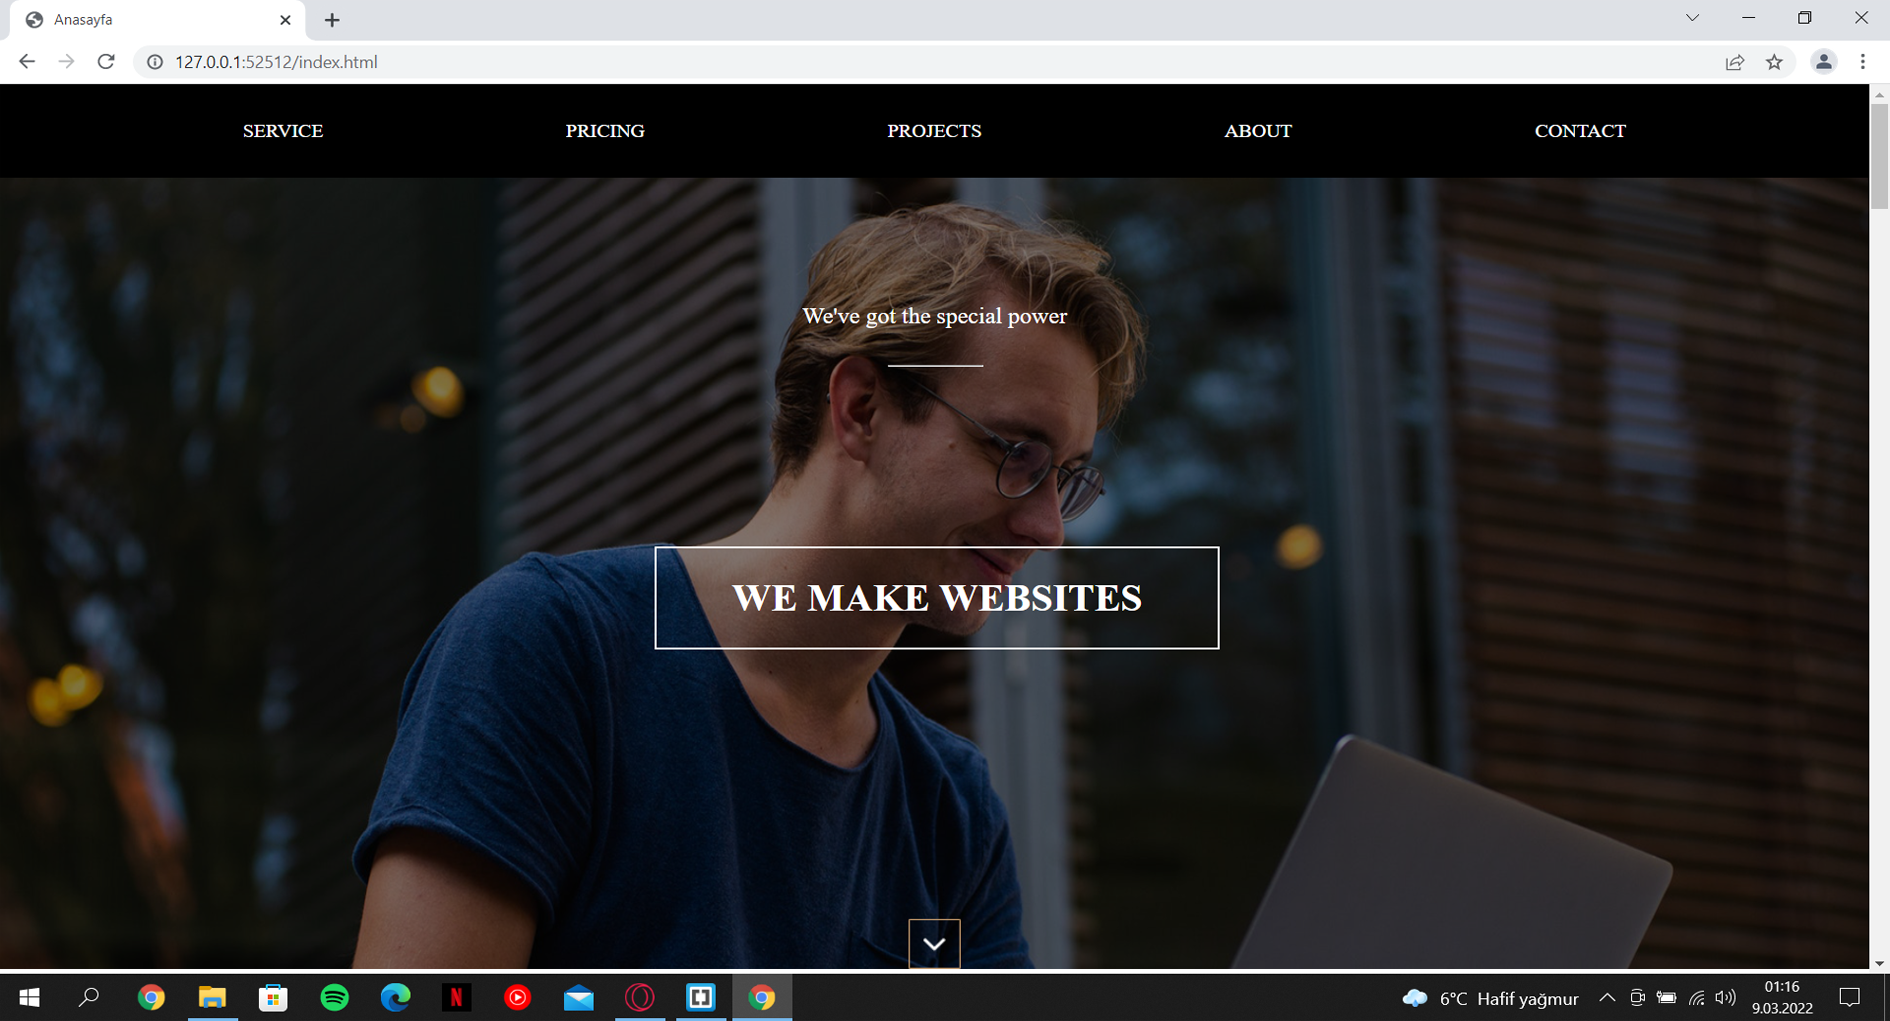 Anasayfa
127.0.0.1:52512/index.html
SERVICE PRICING PROJECTS ABOUT CONTACT
We've got the special power
WE MAKE WEBSITES
6°C Hafif yağmur
01:16
9.03.2022